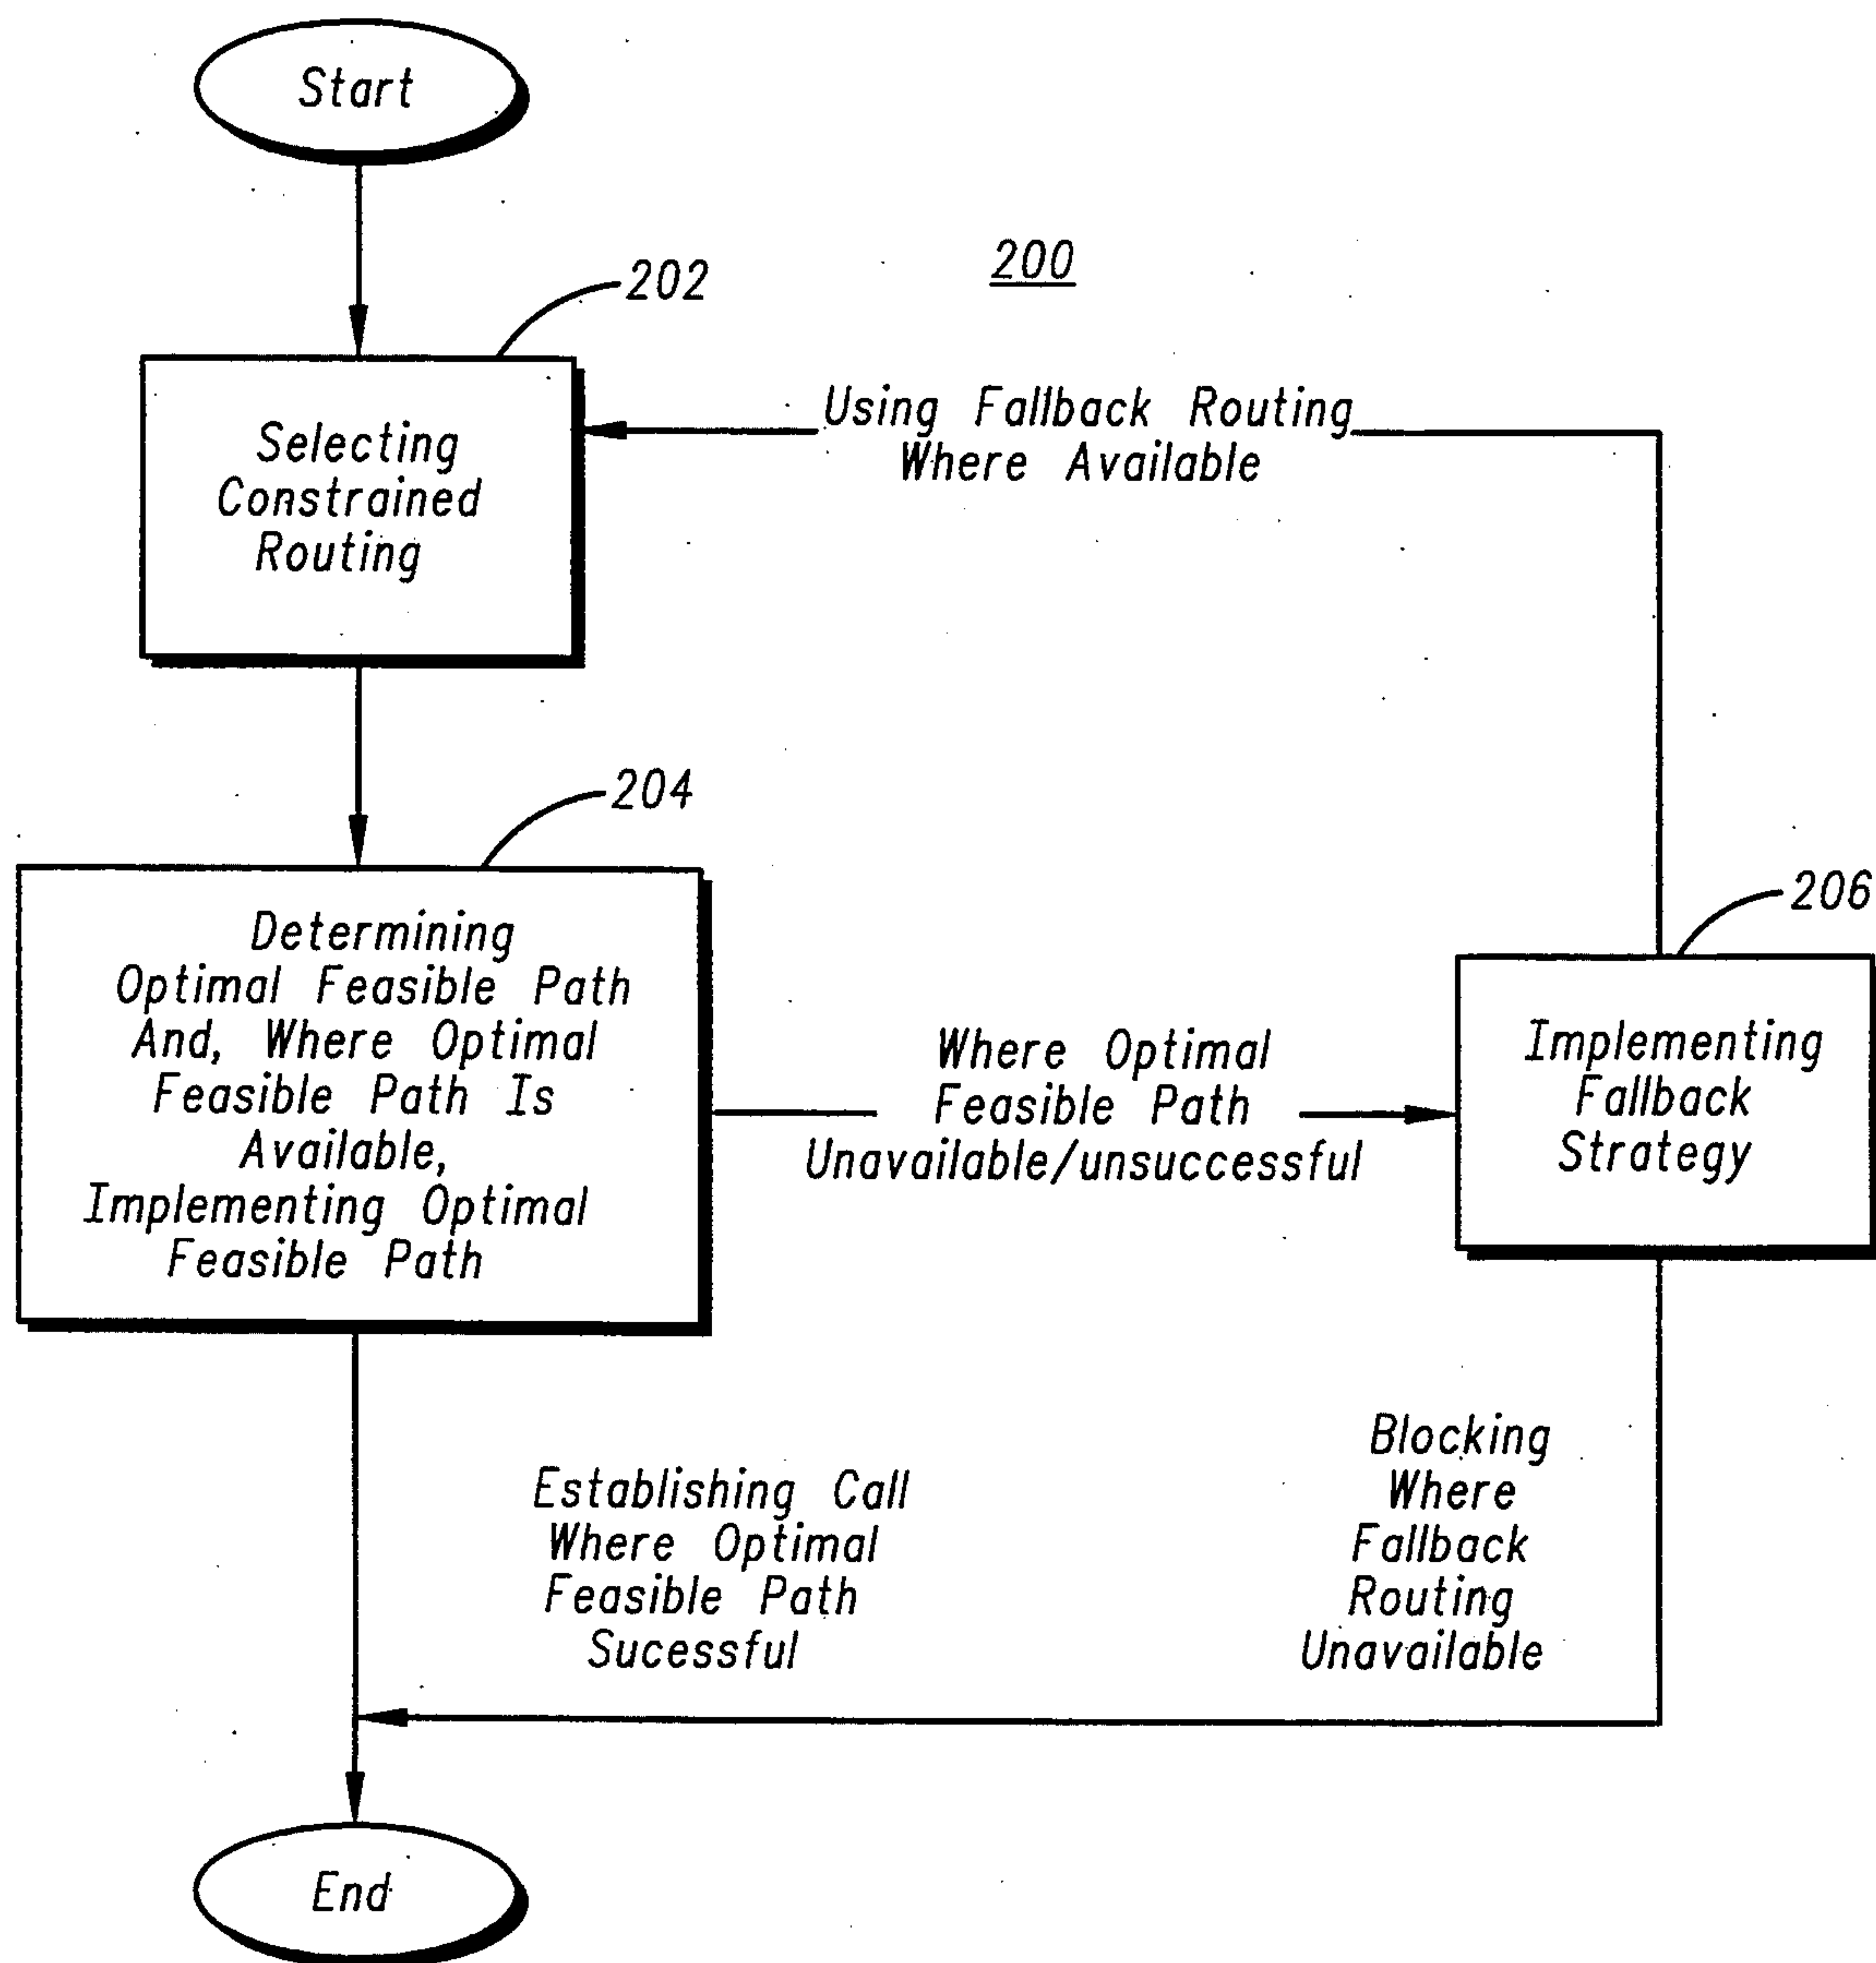 Start
200
202
Selecting
Constrained
Routing
Using Fallback Routing
Where Available
204
Determining
Optimal Feasible Path
And, Where Optimal
Feasible Path Is
Available,
Implementing Optimal
Feasible Path
Where Optimal
Feasible Path
Unavailable/unsuccessful
206
Implementing
Fallback
Strategy
Establishing Call
Where Optimal
Feasible Path
Sucessful
Blocking
Where
Fallback
Routing
Unavailable
End